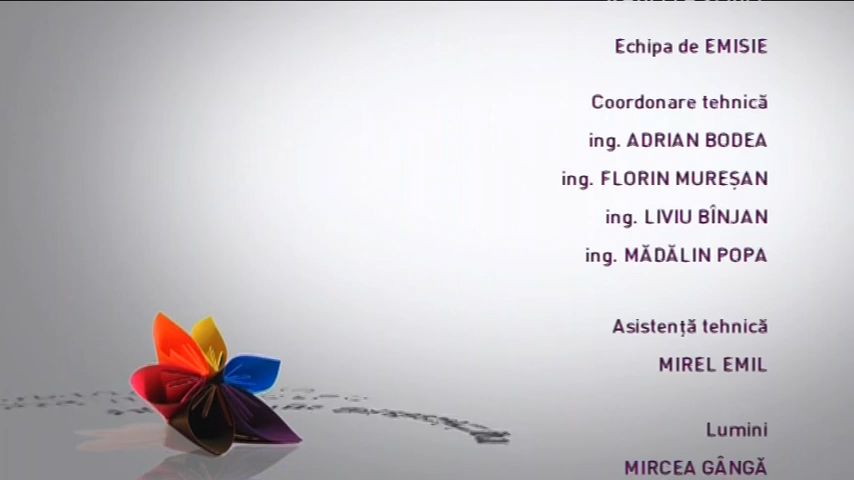 Echipa de EMISIE
Coordonare tehnică
ing. ADRIAN BODEA
ing. FLORIN MUREȘAN
ing. LIVIU BÎNJAN
ing. MĂDĂLIN POPA
Asistență tehnică
MIREL EMIL
Lumini
MIRCEA GÂNGĂ